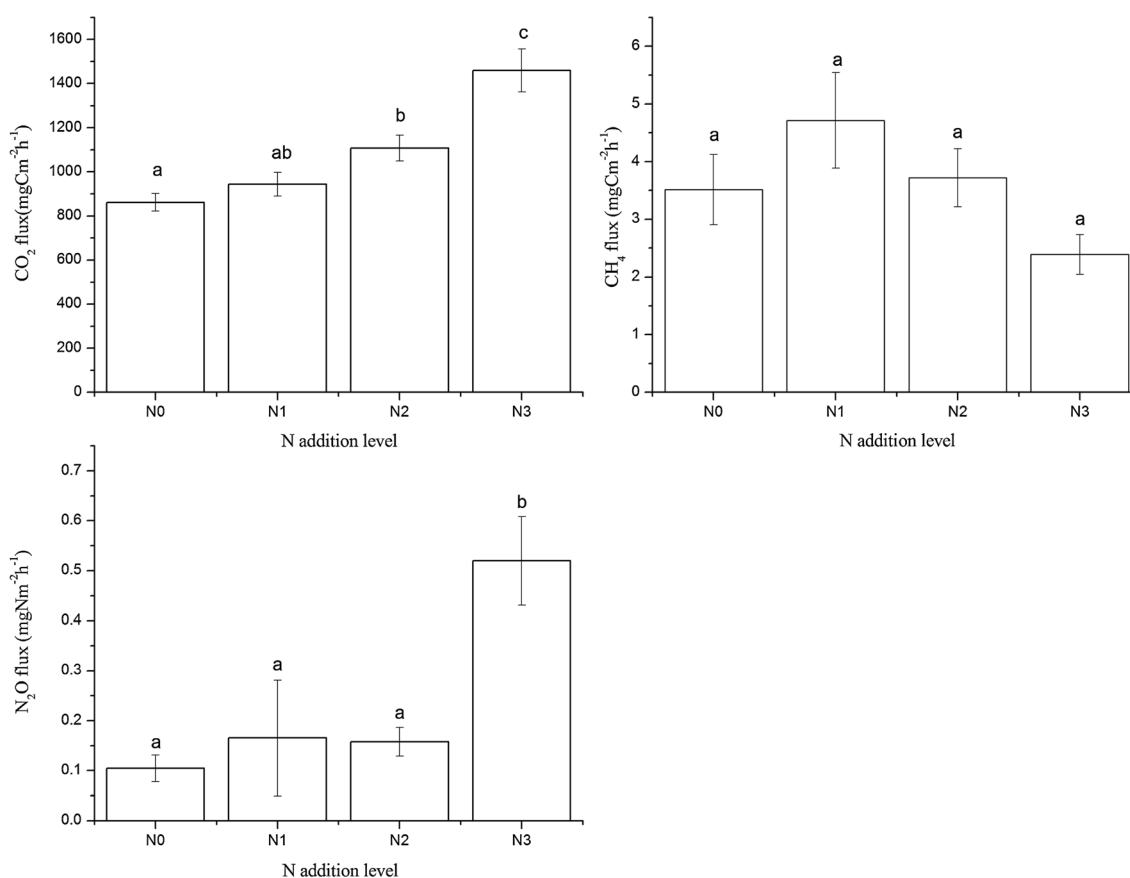 CO₂ flux(mgCm⁻²h⁻¹)
1600
1400
1200
1000
800
600
400
200
0
a
ab
b
c
N0 N1 N2 N3
N addition level
CH₄ flux (mgCm⁻²h⁻¹)
6
5
4
3
2
1
0
a
a
a
a
N0 N1 N2 N3
N addition level
N₂O flux (mgNm⁻²h⁻¹)
0.7
0.6
0.5
0.4
0.3
0.2
0.1
0.0
a
a
a
b
N0 N1 N2 N3
N addition level